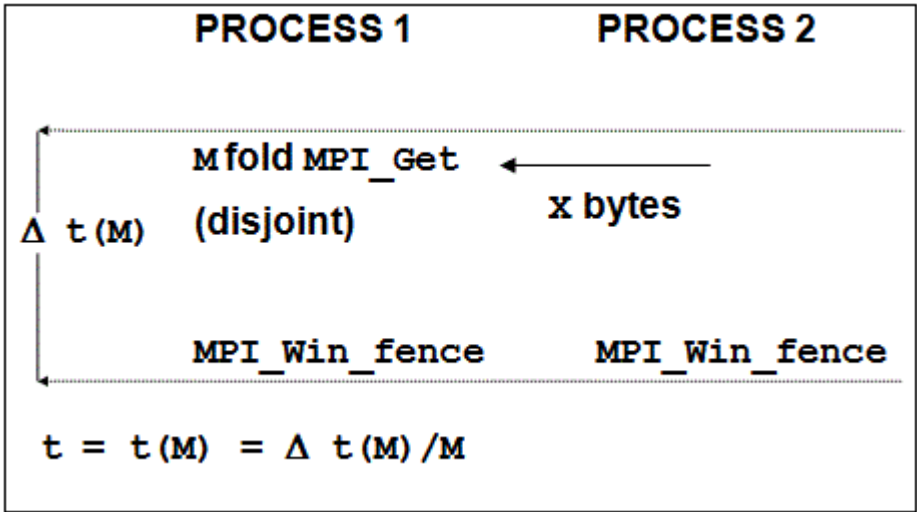 PROCESS 1 PROCESS 2
M fold MPI_Get
x bytes
Δ t(M) (disjoint)
MPI_Win_fence MPI_Win_fence
t = t(M) = Δ t(M)/M